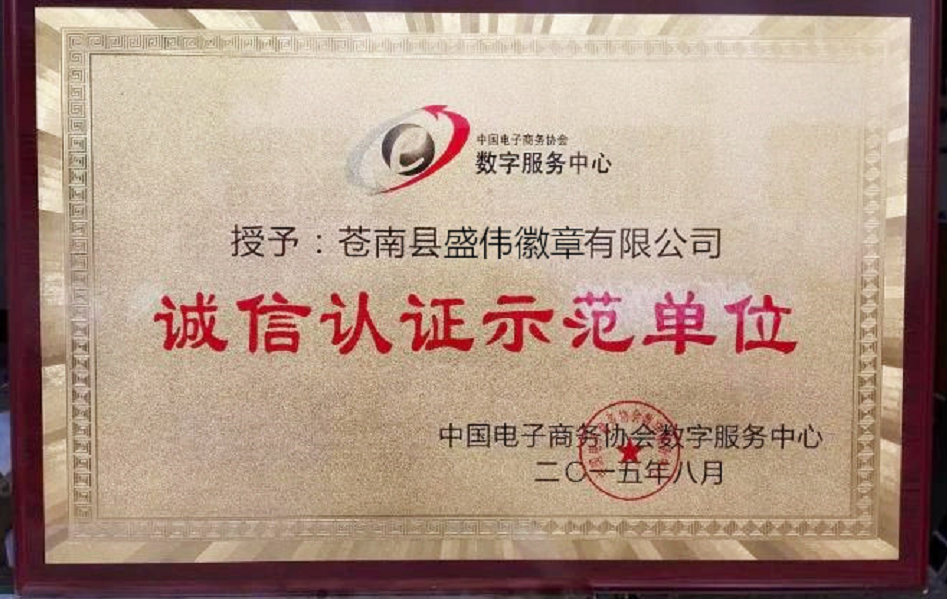 中国电子商务协会
数字服务中心
授予：苍南县盛伟徽章有限公司
诚信认证示范单位
中国电子商务协会数字服务中心
二〇一五年八月